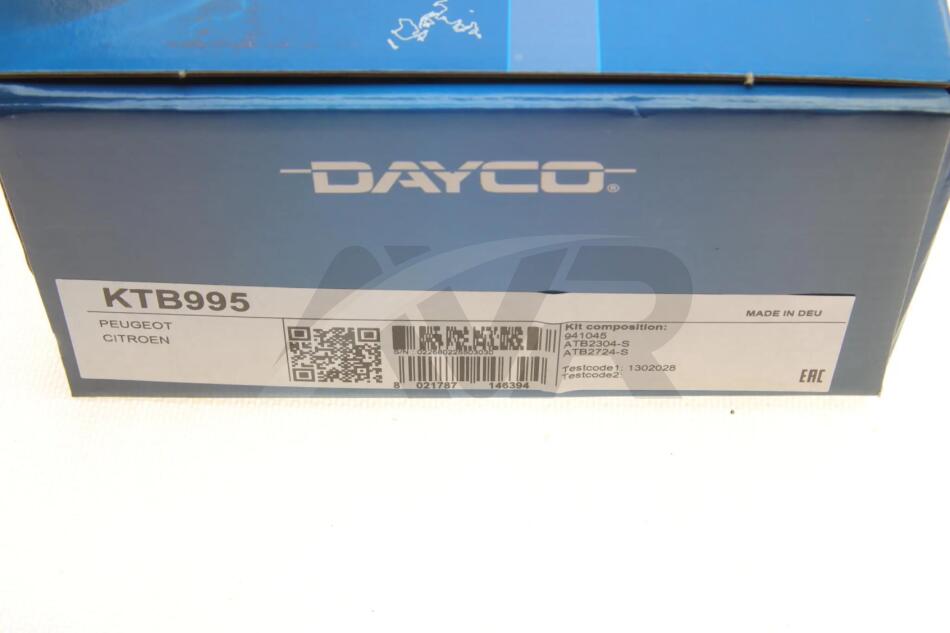 DAYCO®
KTB995
PEUGEOT
CITROEN
8 021787 146394
Kit composition:
941045
ATB2304-S
ATB2724-S
Testcode1: 1302028
Testcode2:
MADE IN DEU
EAC
AVR